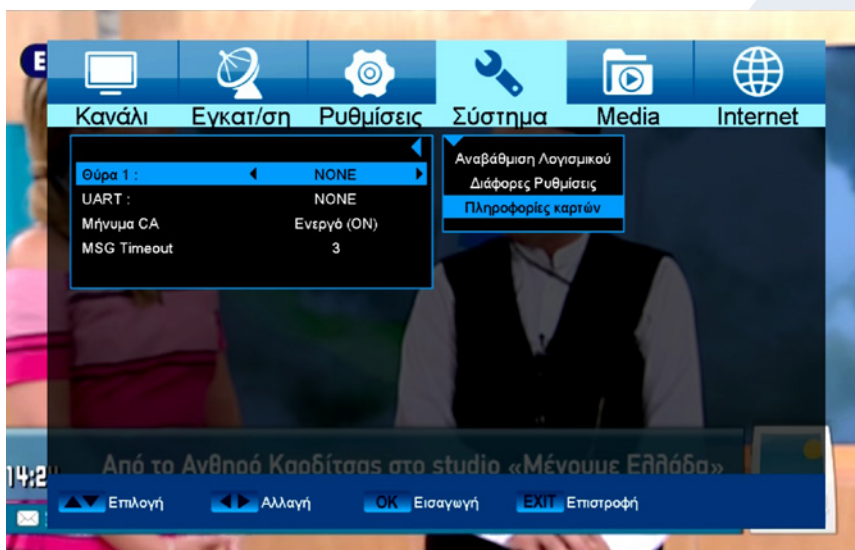 E
Κανάλι Εγκατ/ση Ρυθμίσεις Σύστημα Media Internet
Θύρα 1 : NONE
UART : NONE
Μήνυμα CA Ενεργό (ON)
MSG Timeout 3
Αναβάθμιση Λογισμικού
Διάφορες Ρυθμίσεις
Πληροφορίες καρτών
14:2
Από το Ανθηρό Καρδίτσας στο studio «Μένουμε Ελλάδα»
Επιλογή Αλλαγή OK Εισαγωγή EXIT Επιστροφή